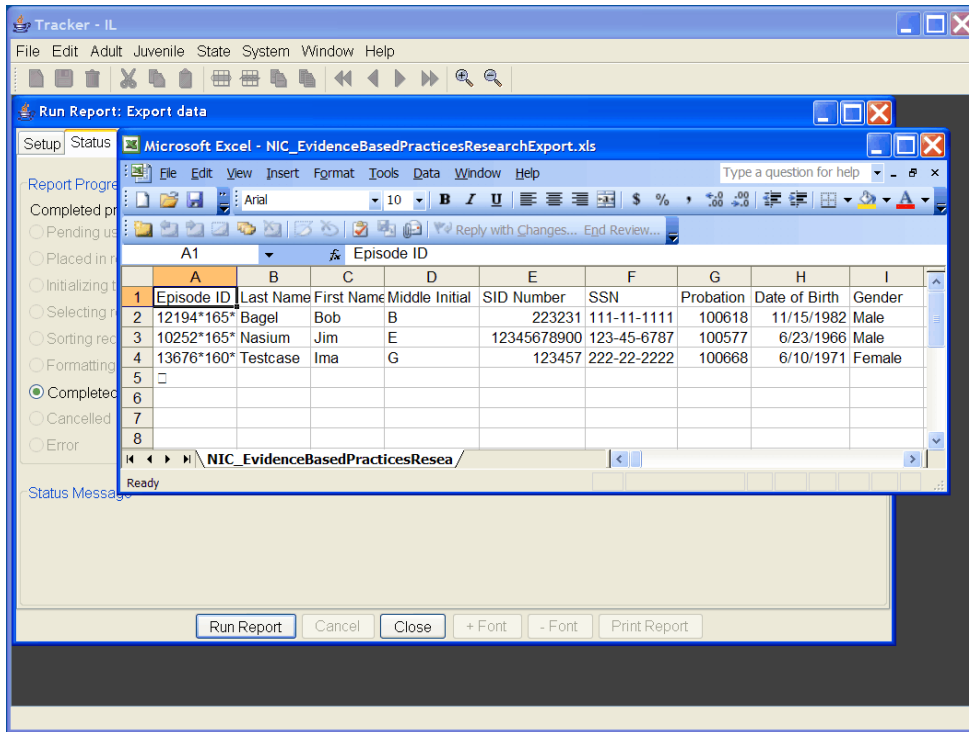 Tracker - IL
File Edit Adult Juvenile State System Window Help
Run Report: Export data
Setup Status
Microsoft Excel - NIC_EvidenceBasedPracticesResearchExport.xls
File Edit View Insert Format Tools Data Window Help Type a question for help
Arial 10 B I U $ % ,
Reply with Changes... End Review...
A1 fx Episode ID
A B C D E F G H I
1 Episode ID Last Name First Name Middle Initial SID Number SSN Probation Date of Birth Gender
2 12194*165* Bagel Bob B 223231 111-11-1111 100618 11/15/1982 Male
3 10252*165* Nasium Jim E 12345678900 123-45-6787 100577 6/23/1966 Male
4 13676*160* Testcase Ima G 123457 222-22-2222 100668 6/10/1971 Female
5
6
7
8
NIC_EvidenceBasedPracticesResea
Ready
Report Progre
Completed pr
Pending us
Placed in r
Initializing t
Selecting r
Sorting rec
Formatting
Completed
Cancelled
Error
Status Message
Run Report Cancel Close + Font - Font Print Report